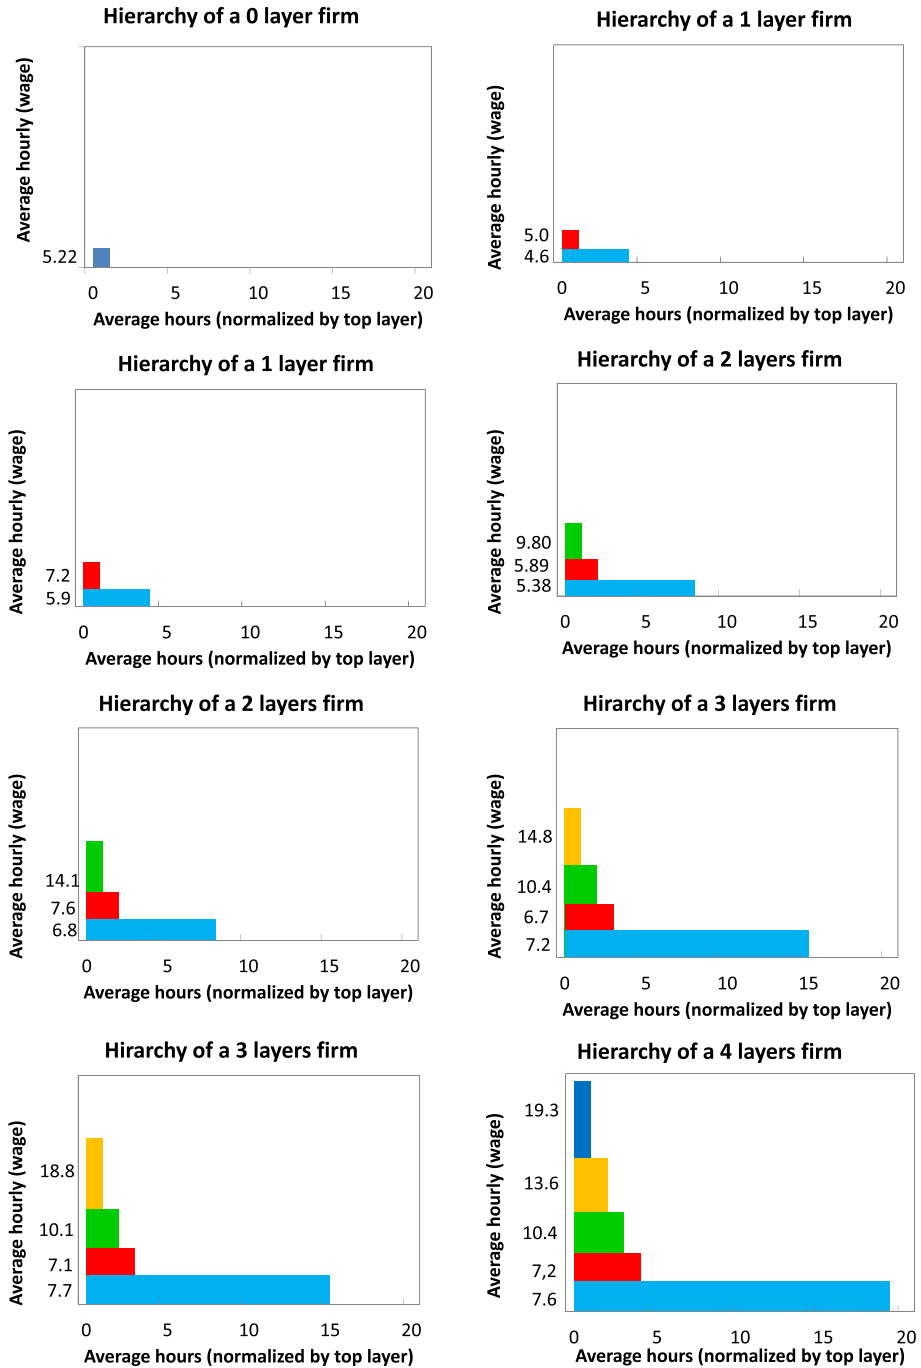 Hierarchy of a 0 layer firm
Average hourly (wage)
5.22
0 5 10 15 20
Average hours (normalized by top layer)
Hierarchy of a 1 layer firm
Average hourly (wage)
5.0
4.6
0 5 10 15 20
Average hours (normalized by top layer)
Hierarchy of a 1 layer firm
Average hourly (wage)
7.2
5.9
0 5 10 15 20
Average hours (normalized by top layer)
Hierarchy of a 2 layers firm
Average hourly (wage)
9.80
5.89
5.38
0 5 10 15 20
Average hours (normalized by top layer)
Hierarchy of a 2 layers firm
Average hourly (wage)
14.1
7.6
6.8
0 5 10 15 20
Average hours (normalized by top layer)
Hirarchy of a 3 layers firm
Average hourly (wage)
14.8
10.4
6.7
7.2
0 5 10 15 20
Average hours (normalized by top layer)
Hirarchy of a 3 layers firm
Average hourly (wage)
18.8
10.1
7.1
7.7
0 5 10 15 20
Average hours (normalized by top layer)
Hierarchy of a 4 layers firm
Average hourly (wage)
19.3
13.6
10.4
7,2
7.6
0 5 10 15 20
Average hours (normalized by top layer)